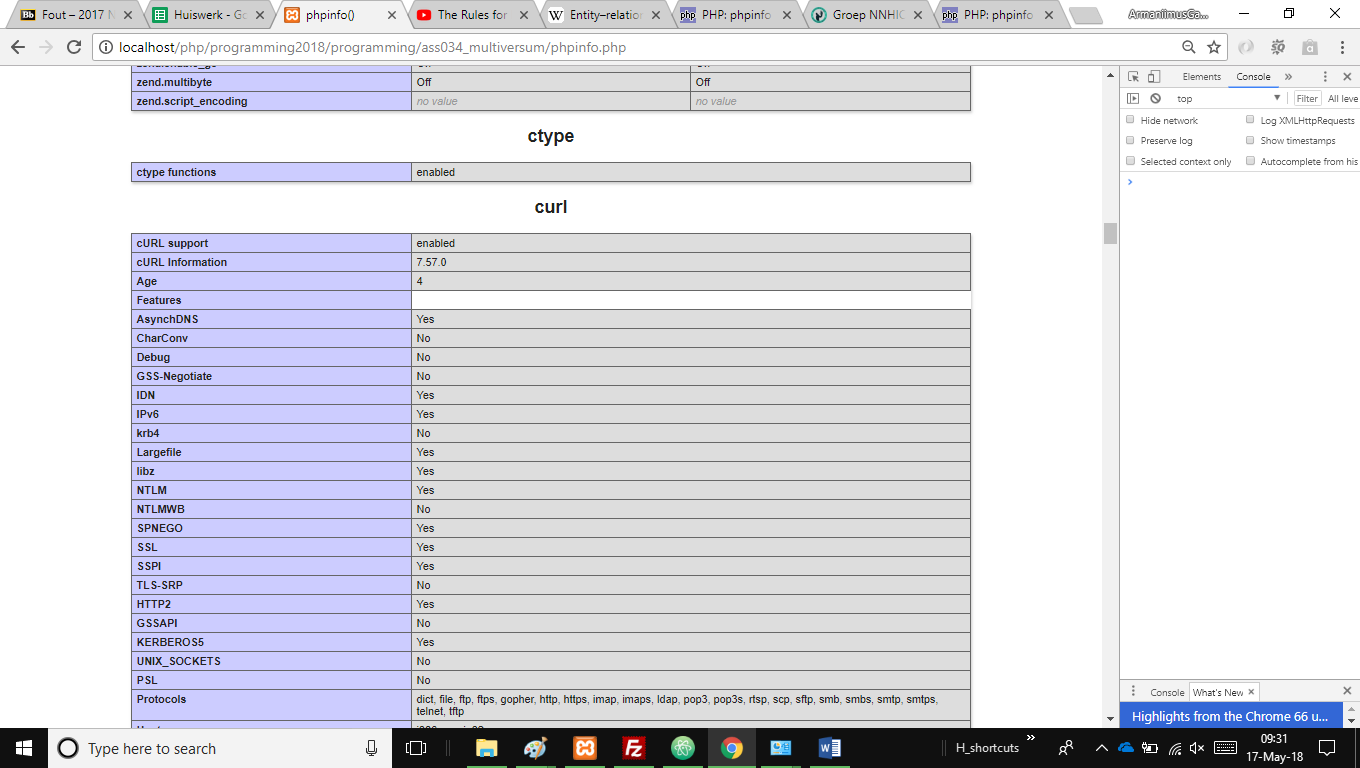 Fout – 2017 N
Huiswerk - Go
phpinfo()
The Rules for
Entity–relation
PHP: phpinfo
Groep NNHIC
PHP: phpinfo
ArmaniimusGa...
localhost/php/programming2018/programming/ass034_multiversum/phpinfo.php
zend.multibyte Off Off
zend.script_encoding no value no value
ctype
ctype functions enabled
curl
cURL support enabled
cURL Information 7.57.0
Age 4
Features
AsynchDNS Yes
CharConv No
Debug No
GSS-Negotiate No
IDN Yes
IPv6 Yes
krb4 No
Largefile Yes
libz Yes
NTLM Yes
NTLMWB No
SPNEGO Yes
SSL Yes
SSPI Yes
TLS-SRP No
HTTP2 Yes
GSSAPI No
KERBEROS5 Yes
UNIX_SOCKETS No
PSL No
Protocols dict, file, ftp, ftps, gopher, http, https, imap, imaps, ldap, pop3, pop3s, rtsp, scp, sftp, smb, smbs, smtp, smtps,
telnet, tftp
Elements Console »
top Filter All leve
Hide network Log XMLHttpRequests
Preserve log Show timestamps
Selected context only Autocomplete from his
Console What's New
Highlights from the Chrome 66 u...
Type here to search
H_shortcuts
09:31
17-May-18